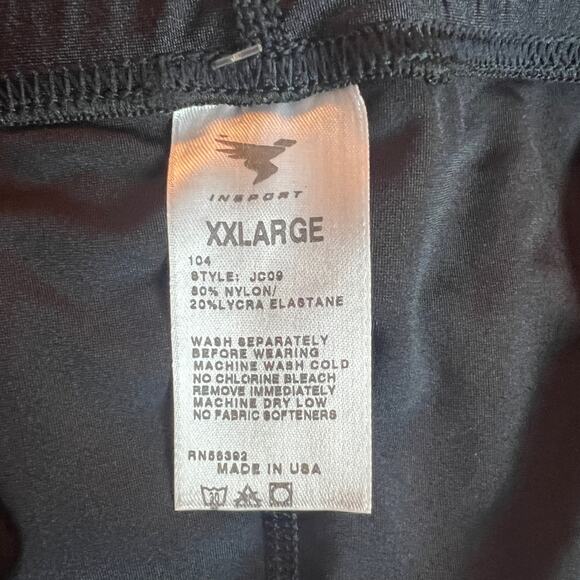 INSPORT
XXLARGE
104
STYLE: JC09
80% NYLON/
20%LYCRA ELASTANE
WASH SEPARATELY
BEFORE WEARING
MACHINE WASH COLD
NO CHLORINE BLEACH
REMOVE IMMEDIATELY
MACHINE DRY LOW
NO FABRIC SOFTENERS
RN56392
MADE IN USA
30